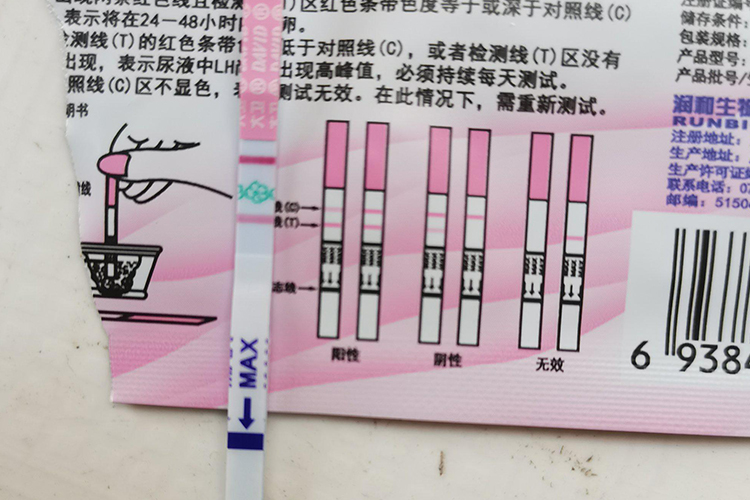 区红色条带色度等于或深于对照线(C)
表示将在24-48小时 卵。
测线(T)的红色条带 低于对照线(C)，或者检测线(T)区没有
出现，表示尿液中LH 出现高峰值，必须持续每天测试。
照线(C)区不显色， 测试无效。在此情况下，需重新测试。
DAVID
大卫
储存条件
包装规格:
产品型号:
产品批号/
润和生
RUNBI
注册地址:
生产地址:
生产许可证
联系电话: 07
邮编: 5150
(C)
(T)
志线
阳性
阴性
无效
MAX
6 9384